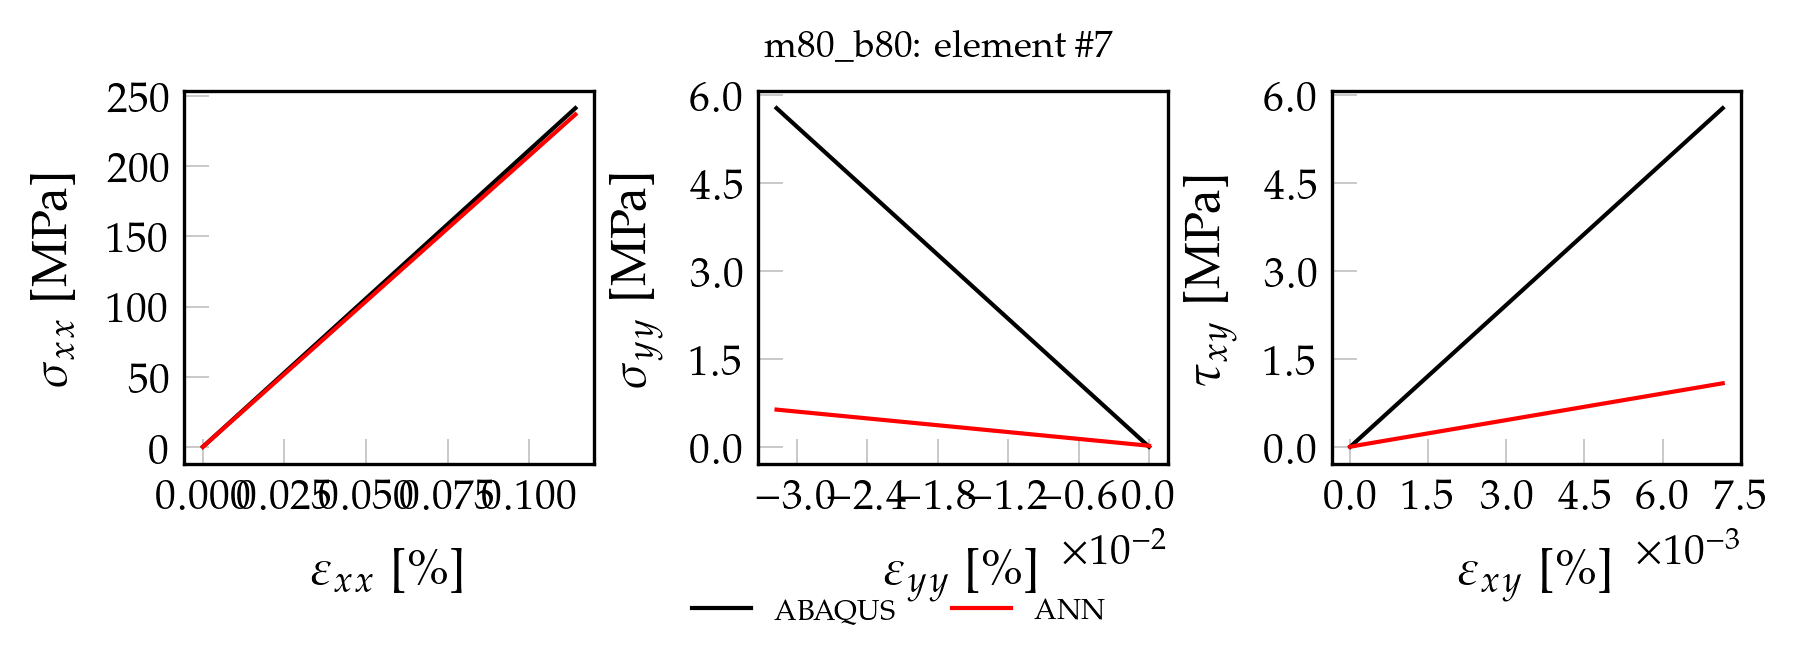 m80_b80: element #7
250
200
150
100
50
0
σxx [MPa]
0.000 0.025 0.050 0.075 0.100
εxx [%]
6.0
4.5
3.0
1.5
0.0
σyy [MPa]
−3.0 −2.4 −1.8 −1.2 −0.6 0.0
×10−2
εyy [%]
6.0
4.5
3.0
1.5
0.0
τxy [MPa]
0.0 1.5 3.0 4.5 6.0 7.5
×10−3
εxy [%]
ABAQUS ANN